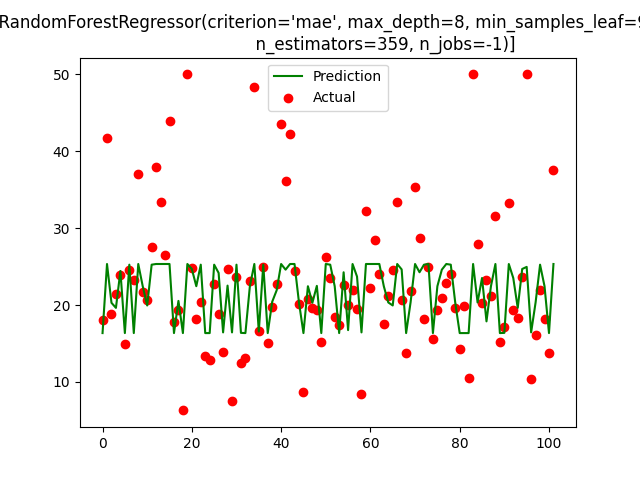 RandomForestRegressor(criterion='mae', max_depth=8, min_samples_leaf=9
n_estimators=359, n_jobs=-1)]
Prediction
Actual
50
40
30
20
10
0
20
40
60
80
100